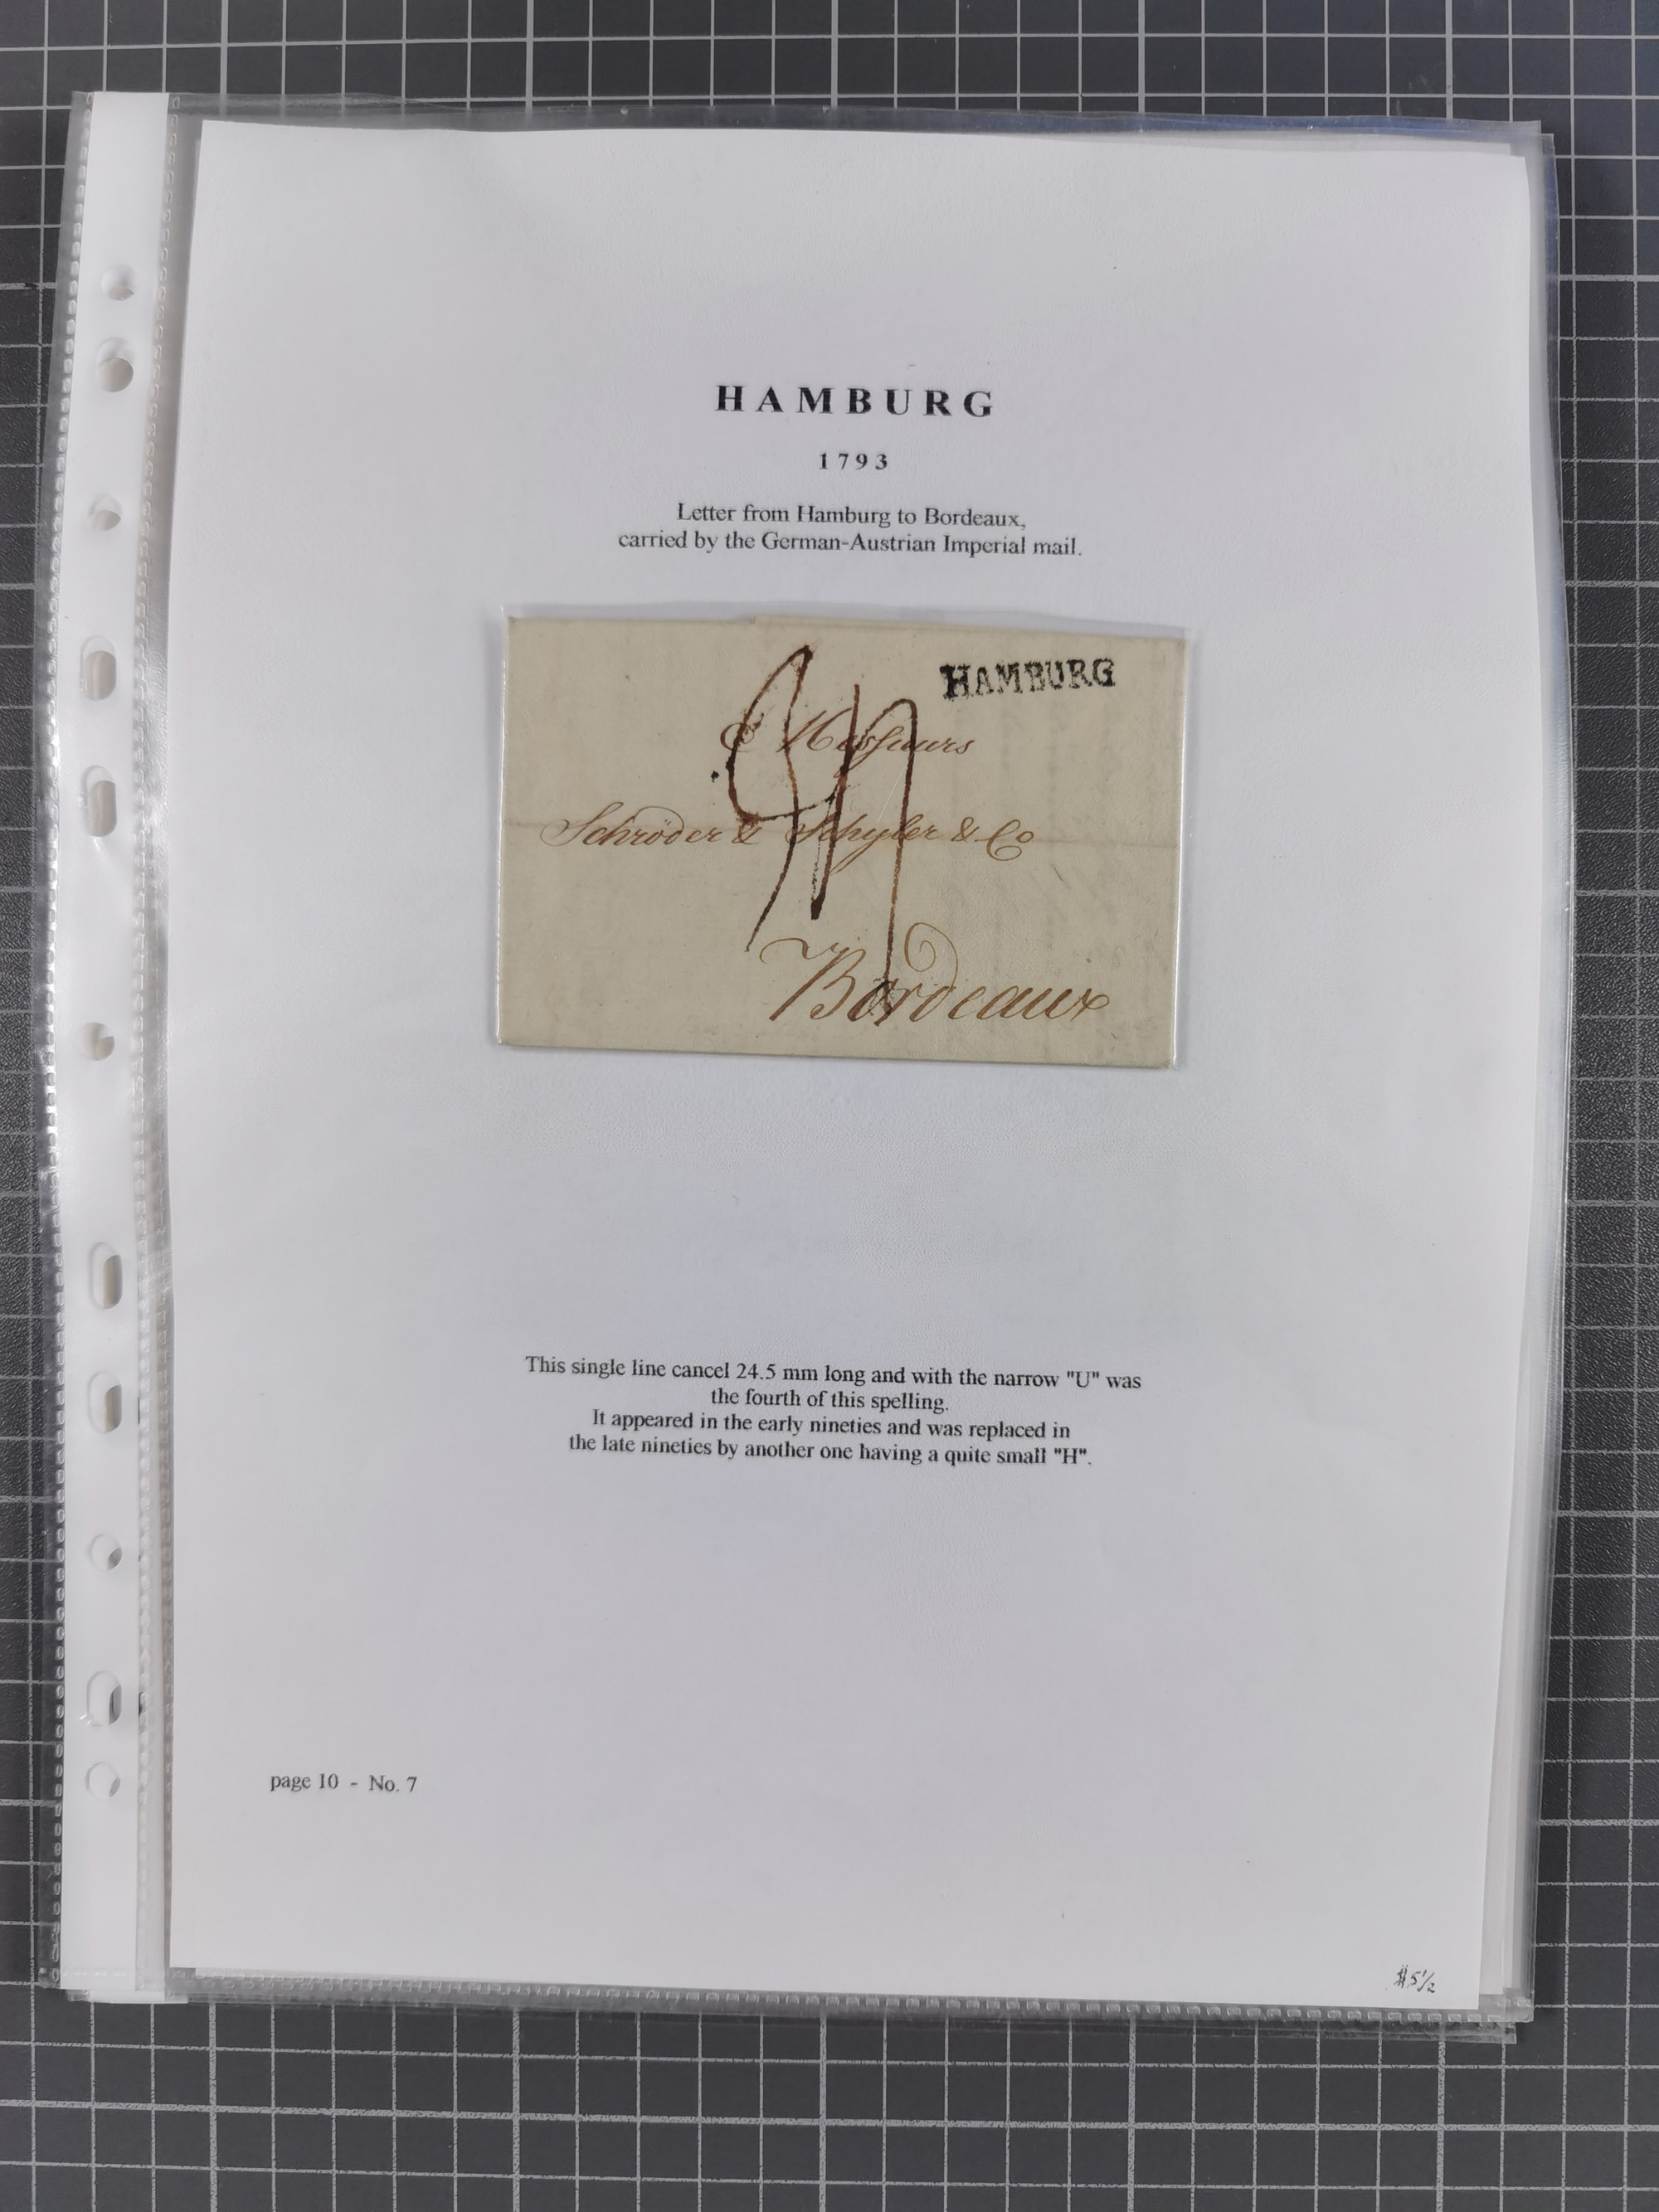 HAMBURG
1793
Letter from Hamburg to Bordeaux,
carried by the German-Austrian Imperial mail.
HAMBURG
Messieurs
Schröder & Schyler & Co
Bordeaux
This single line cancel 24.5 mm long and with the narrow "U" was
the fourth of this spelling.
It appeared in the early nineties and was replaced in
the late nineties by another one having a quite small "H".
page 10 - No. 7